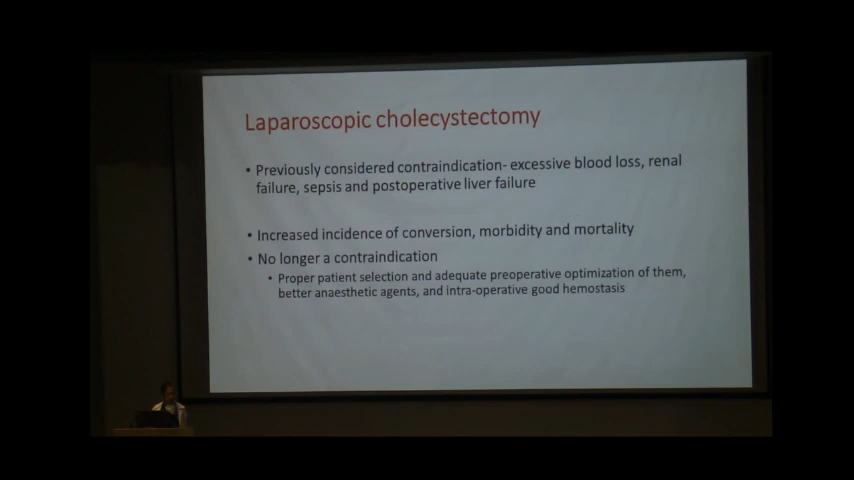 Laparoscopic cholecystectomy
• Previously considered contraindication- excessive blood loss, renal
failure, sepsis and postoperative liver failure
• Increased incidence of conversion, morbidity and mortality
• No longer a contraindication
• Proper patient selection and adequate preoperative optimization of them,
better anaesthetic agents, and intra-operative good hemostasis